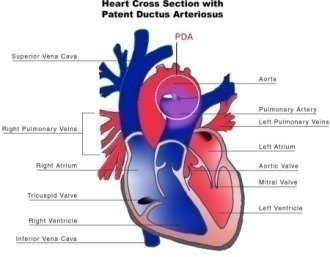 Heart Cross Section with
Patent Ductus Arteriosus
PDA
Superior Vena Cava
Aorta
Pulmonary Artery
Left Pulmonary Veins
Right Pulmonary Veins
Left Atrium
Right Atrium
Aortic Valve
Mitral Valve
Tricuspid Valve
Left Ventricle
Right Ventricle
Inferior Vena Cava